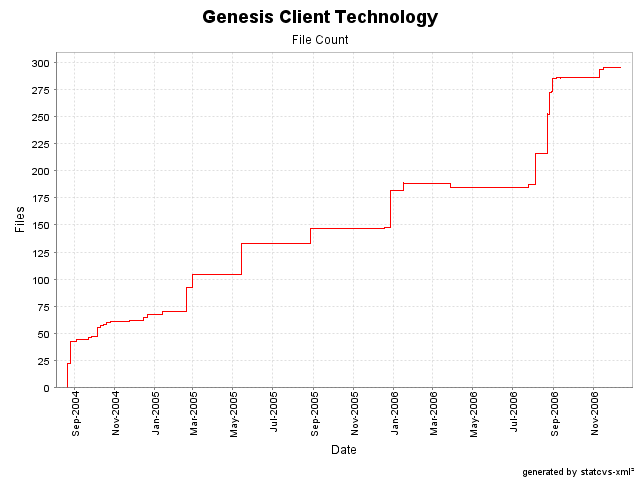 Genesis Client Technology
File Count
300
275
250
225
200
175
150
125
100
75
50
25
0
Files
Sep-2004
Nov-2004
Jan-2005
Mar-2005
May-2005
Jul-2005
Sep-2005
Nov-2005
Jan-2006
Mar-2006
May-2006
Jul-2006
Sep-2006
Nov-2006
Date
generated by statcvs-xml²